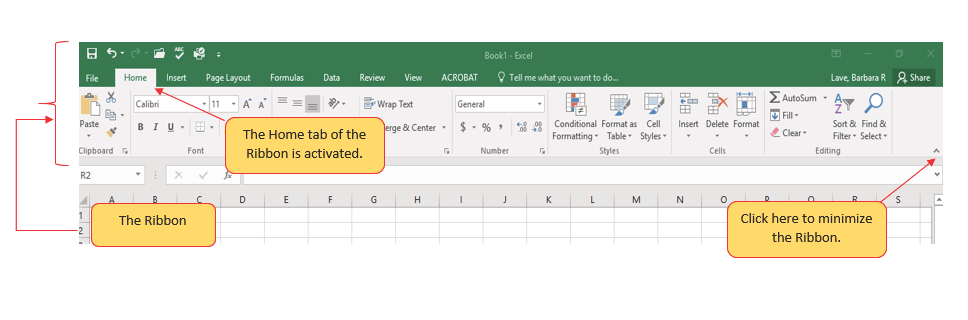 Book1 - Excel
File Home Insert Page Layout Formulas Data Review View ACROBAT Tell me what you want to do... Lave, Barbara R Share
Calibri 11 A A Wrap Text General AutoSum
Fill
Clear
Paste B I U erge & Center $ % , .0 .00 .00 .0 Conditional Formatting Format as Table Cell Styles Insert Delete Format Sort & Filter Find & Select
Clipboard Font Number Styles Cells Editing
The Home tab of the
Ribbon is activated.
R2 fx
A B C D E F G H I J K L M N O P Q R S
1
2
The Ribbon
Click here to minimize
the Ribbon.